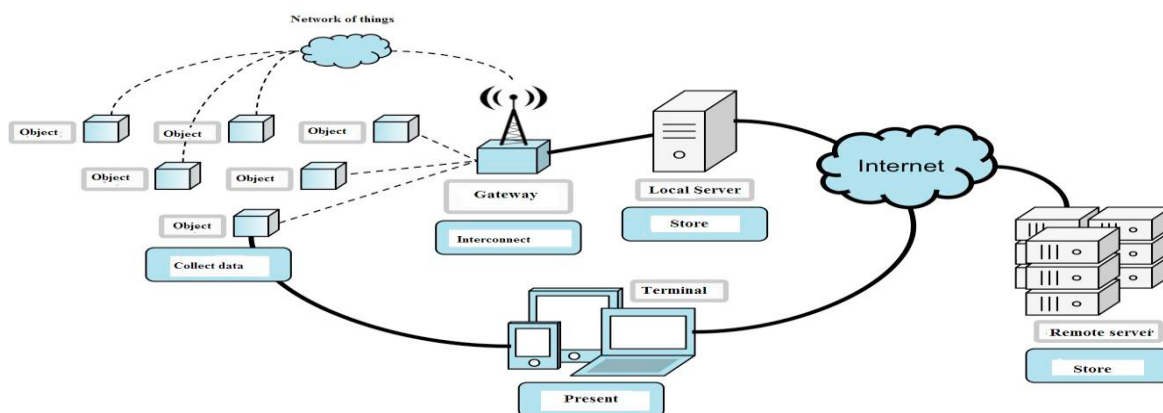 Network of things
Object
Object
Object
Object
Object
Object
Collect data
Gateway
Interconnect
Local Server
Store
Internet
Terminal
Present
Remote server
Store